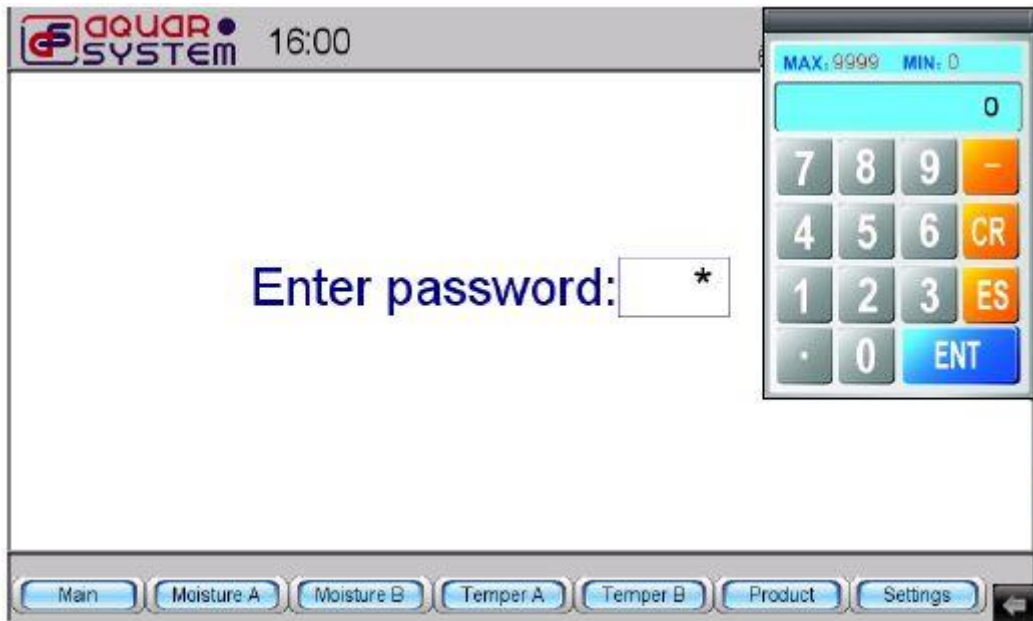 AQUAR
SYSTEM
16:00
MAX: 9999 MIN: 0
0
7 8 9 -
4 5 6 CR
1 2 3 ES
. 0 ENT
Enter password: *
Main Moisture A Moisture B Temper A Temper B Product Settings